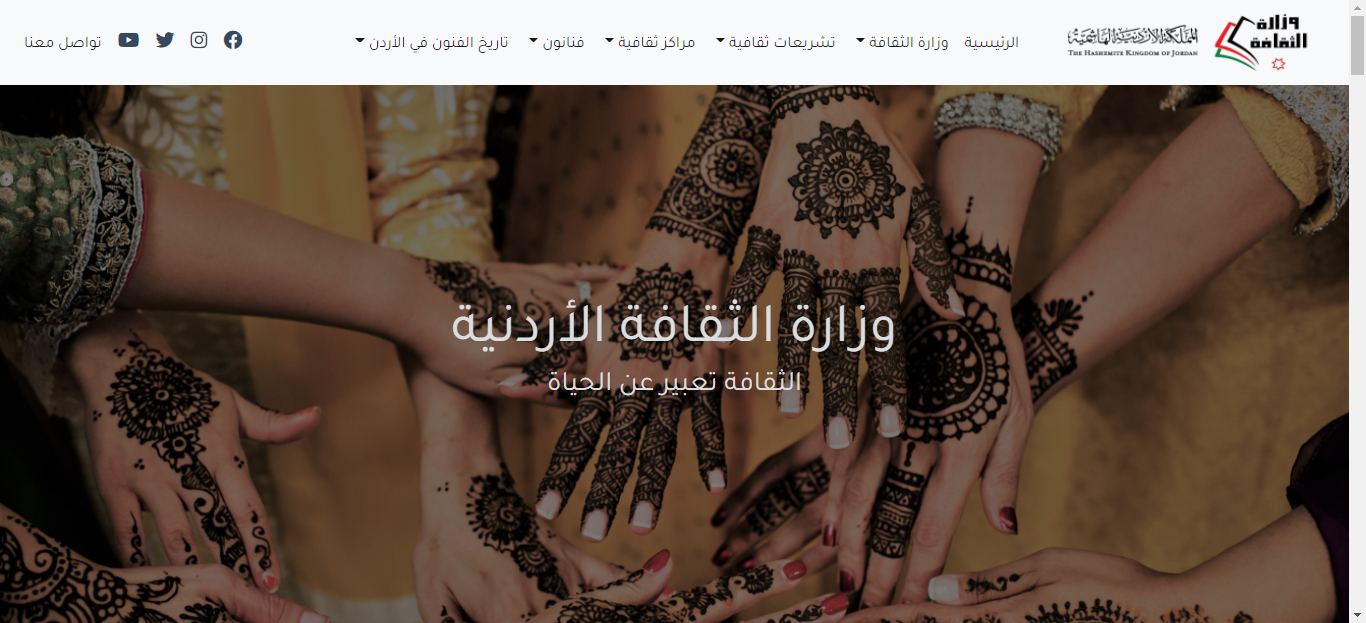 وزارة
الثقافة
المملكة الأردنية الهاشمية
THE HASHEMITE KINGDOM OF JORDAN
الرئيسية
وزارة الثقافة
تشريعات ثقافية
مراكز ثقافية
فنانون
تاريخ الفنون في الأردن
تواصل معنا
وزارة الثقافة الأردنية
الثقافة تعبير عن الحياة